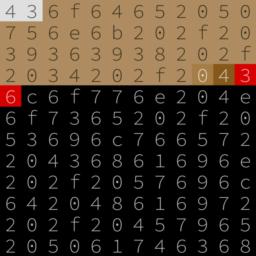 4 3 6 f 6 4 6 5 2 0 5 0
7 5 6 e 6 b 2 0 2 f 2 0
3 9 3 6 3 9 3 8 2 0 2 f
2 0 3 4 2 0 2 f 2 0 4 3
6 c 6 f 7 7 6 e 2 0 4 e
6 f 7 3 6 5 2 0 2 f 2 0
5 3 6 9 6 c 7 6 6 5 7 2
2 0 4 3 6 8 6 1 6 9 6 e
2 0 2 f 2 0 5 7 6 9 6 c
6 4 2 0 4 8 6 1 6 9 7 2
2 0 2 f 2 0 4 5 7 9 6 5
2 0 5 0 6 1 7 4 6 3 6 8